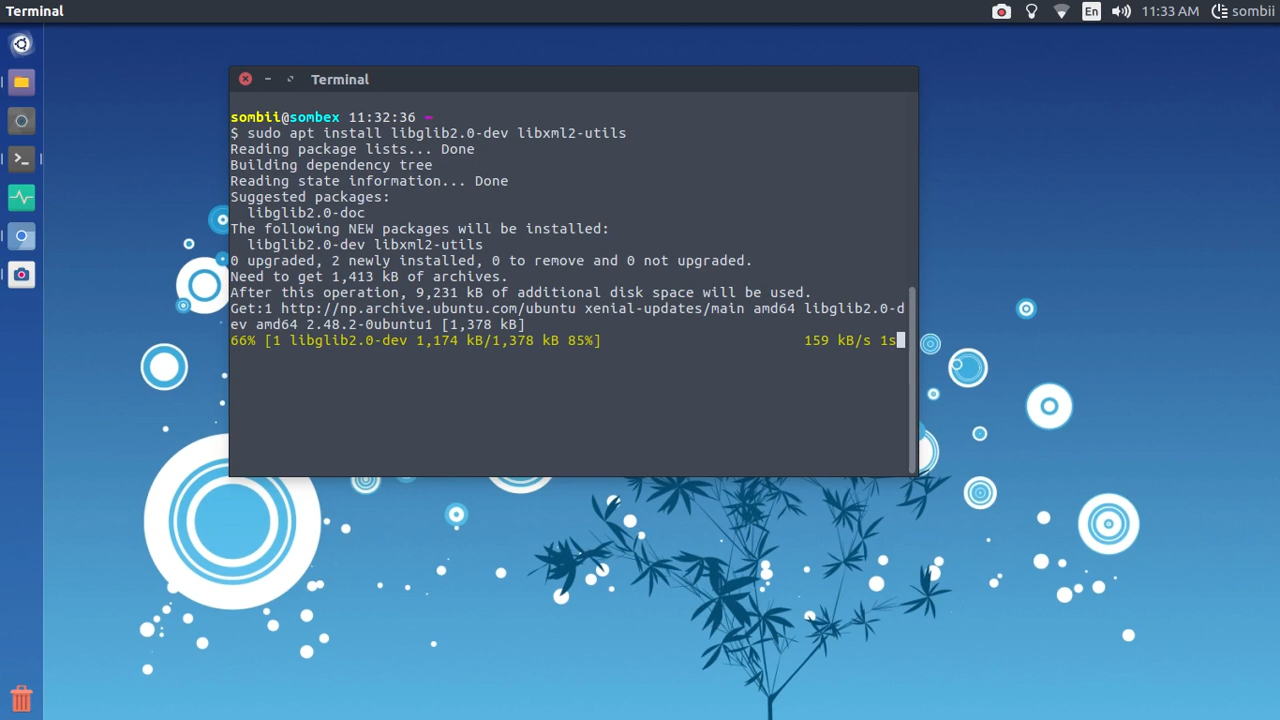 Terminal
En
11:33 AM
sombii
Terminal
sombii@sombex 11:32:36 ~
$ sudo apt install libglib2.0-dev libxml2-utils
Reading package lists... Done
Building dependency tree
Reading state information... Done
Suggested packages:
libglib2.0-doc
The following NEW packages will be installed:
libglib2.0-dev libxml2-utils
0 upgraded, 2 newly installed, 0 to remove and 0 not upgraded.
Need to get 1,413 kB of archives.
After this operation, 9,231 kB of additional disk space will be used.
Get:1 http://np.archive.ubuntu.com/ubuntu xenial-updates/main amd64 libglib2.0-d
ev amd64 2.48.2-0ubuntu1 [1,378 kB]
66% [1 libglib2.0-dev 1,174 kB/1,378 kB 85%] 159 kB/s 1s